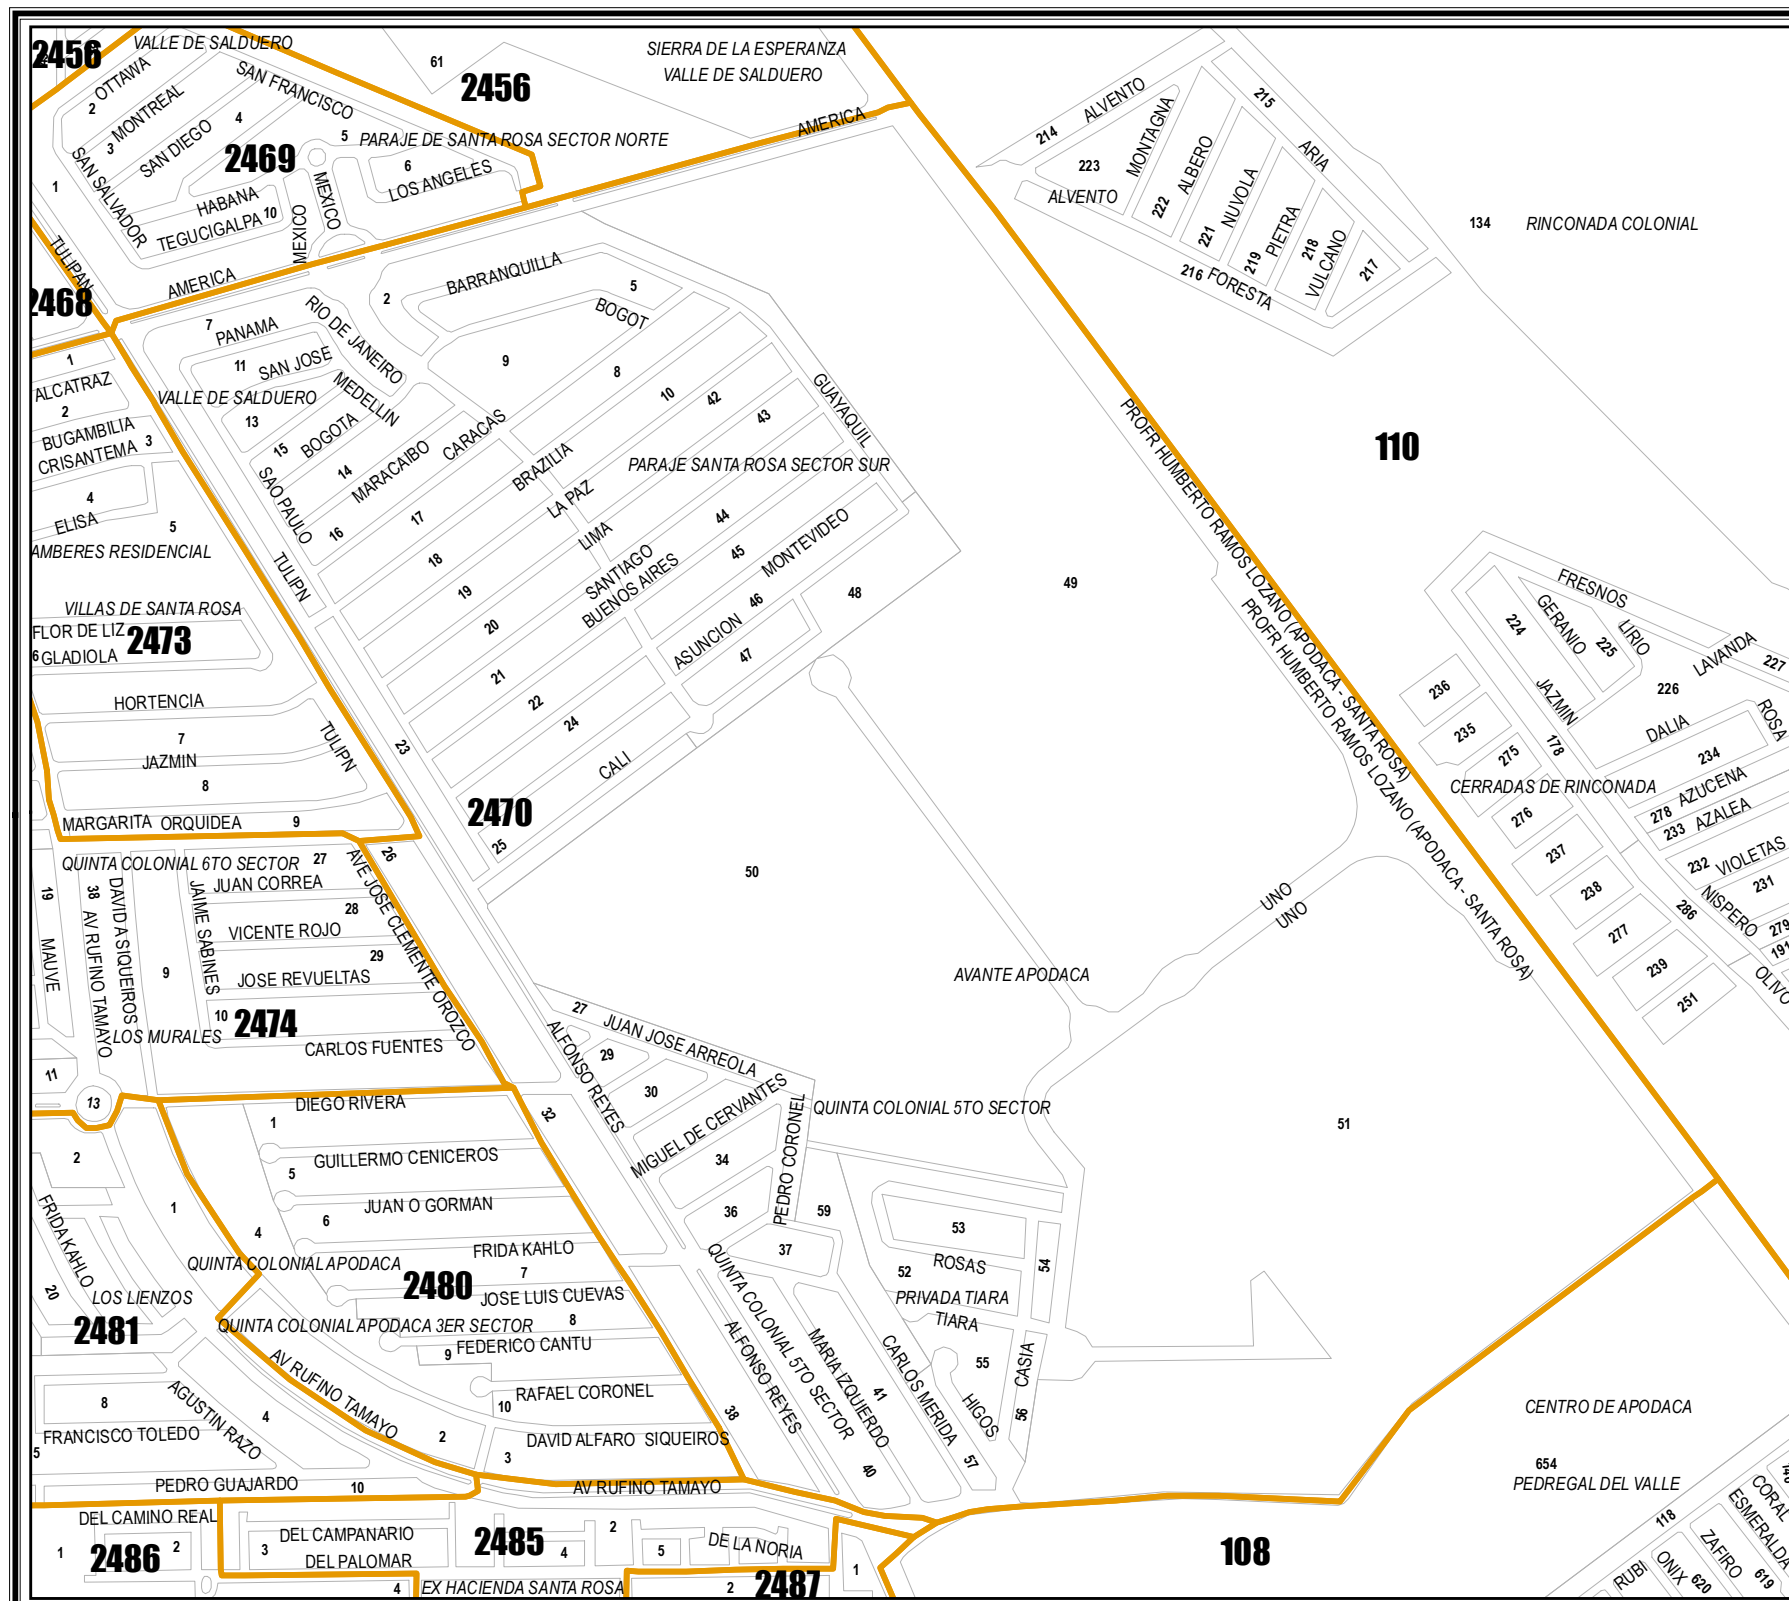 2456
VALLE DE SALDUERO
OTTAWA
2
MONTREAL
3
SAN DIEGO
4
SAN FRANCISCO
5
2469
SAN SALVADOR
1
HABANA
TEGUCIGALPA
10
MEXICO
MEXICO
6
LOS ANGELES
PARAJE DE SANTA ROSA SECTOR NORTE
61
2456
SIERRA DE LA ESPERANZA
VALLE DE SALDUERO
AMERICA
AMERICA
TULIPAN
2468
214
ALVENTO
223
ALVENTO
MONTAGNA
222
ALBERO
221
NUVOLA
219
PIETRA
218
VULCANO
217
215
ARIA
216
FORESTA
134
RINCONADA COLONIAL
1
ALCATRAZ
2
BUGAMBILIA
CRISANTEMA
3
4
ELISA
5
AMBERES RESIDENCIAL
VILLAS DE SANTA ROSA
FLOR DE LIZ
2473
6
GLADIOLA
HORTENCIA
7
JAZMIN
8
MARGARITA
ORQUIDEA
9
TULIPN
TULIPN
7
PANAMA
11
SAN JOSE
VALLE DE SALDUERO
13
RIO DE JANEIRO
MEDELLIN
15
BOGOTA
14
MARACAIBO
CARACAS
SAO PAULO
16
17
18
19
20
21
22
24
23
2
BARRANQUILLA
5
BOGOT
9
8
10
42
43
GUAYAQUIL
BRAZILIA
LA PAZ
LIMA
SANTIAGO
BUENOS AIRES
PARAJE SANTA ROSA SECTOR SUR
44
45
MONTEVIDEO
46
48
ASUNCION
47
CALI
2470
25
49
110
PROFR HUMBERTO RAMOS LOZANO (APODACA - SANTA ROSA)
PROFR HUMBERTO RAMOS LOZANO (APODACA - SANTA ROSA)
FRESNOS
224
GERANIO
225
LIRIO
LAVANDA
227
226
JAZMIN
DALIA
ROSA
236
235
275
178
234
CERRADAS DE RINCONADA
AZUCENA
278
AZALEA
233
276
237
232
VIOLETAS
231
238
286
NISPERO
279
277
191
239
OLIVO
251
50
UNO
UNO
AVANTE APODACA
51
QUINTA COLONIAL 6TO SECTOR
27
26
JUAN CORREA
28
VICENTE ROJO
29
JOSE REVUELTAS
10
2474
CARLOS FUENTES
LOS MURALES
AVE JOSE CLEMENTE OROZCO
19
MAUVE
38
AV RUFINO TAMAYO
DAVID A SIQUEIROS
9
JAIME SABINES
11
13
27
JUAN JOSE ARREOLA
ALFONSO REYES
29
30
MIGUEL DE CERVANTES
34
PEDRO CORONEL
QUINTA COLONIAL 5TO SECTOR
36
37
59
53
ROSAS
52
54
PRIVADA TIARA
TIARA
55
CASIA
HIGOS
56
57
QUINTA COLONIAL 5TO SECTOR
MARIA IZQUIERDO
CARLOS MERIDA
41
40
ALFONSO REYES
38
32
DIEGO RIVERA
1
GUILLERMO CENICEROS
5
JUAN O GORMAN
6
4
FRIDA KAHLO
QUINTA COLONIAL APODACA
2480
7
JOSE LUIS CUEVAS
8
QUINTA COLONIAL APODACA 3ER SECTOR
9
FEDERICO CANTU
RAFAEL CORONEL
10
2
DAVID ALFARO SIQUEIROS
3
AV RUFINO TAMAYO
AV RUFINO TAMAYO
2
1
FRIDA KAHLO
20
LOS LIENZOS
2481
8
AGUSTIN RAZO
4
FRANCISCO TOLEDO
5
PEDRO GUAJARDO
10
DEL CAMINO REAL
1
2486
2
DEL CAMPANARIO
3
DEL PALOMAR
4
2485
2
4
5
DE LA NORIA
EX HACIENDA SANTA ROSA
2
2487
1
108
CENTRO DE APODACA
654
PEDREGAL DEL VALLE
118
RUBI
ONIX
620
ZAFIRO
619
ESMERALDA
CORAL